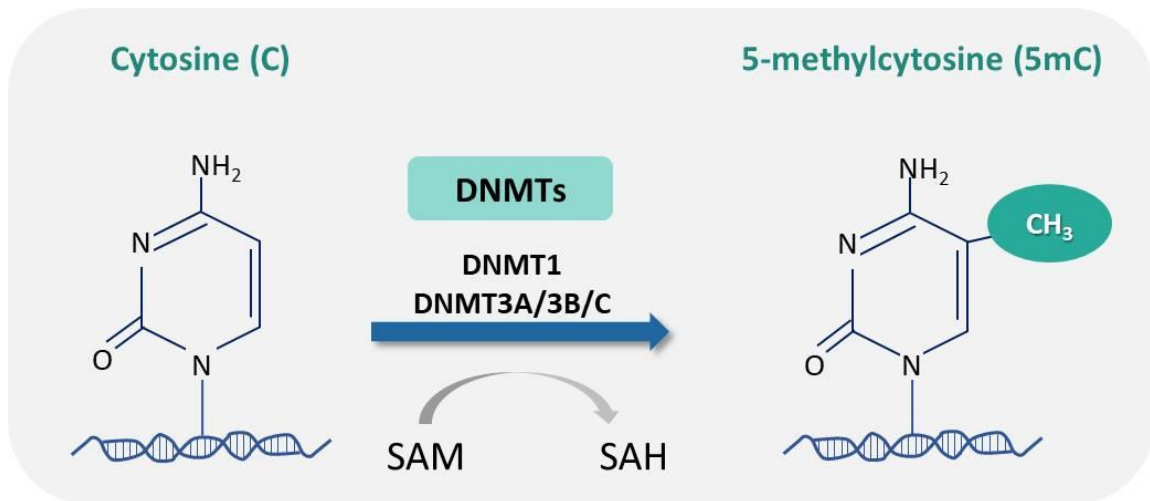 Cytosine (C)
5-methylcytosine (5mC)
NH₂
N
O
N
DNMTs
DNMT1
DNMT3A/3B/C
SAM
SAH
NH₂
CH₃
N
O
N